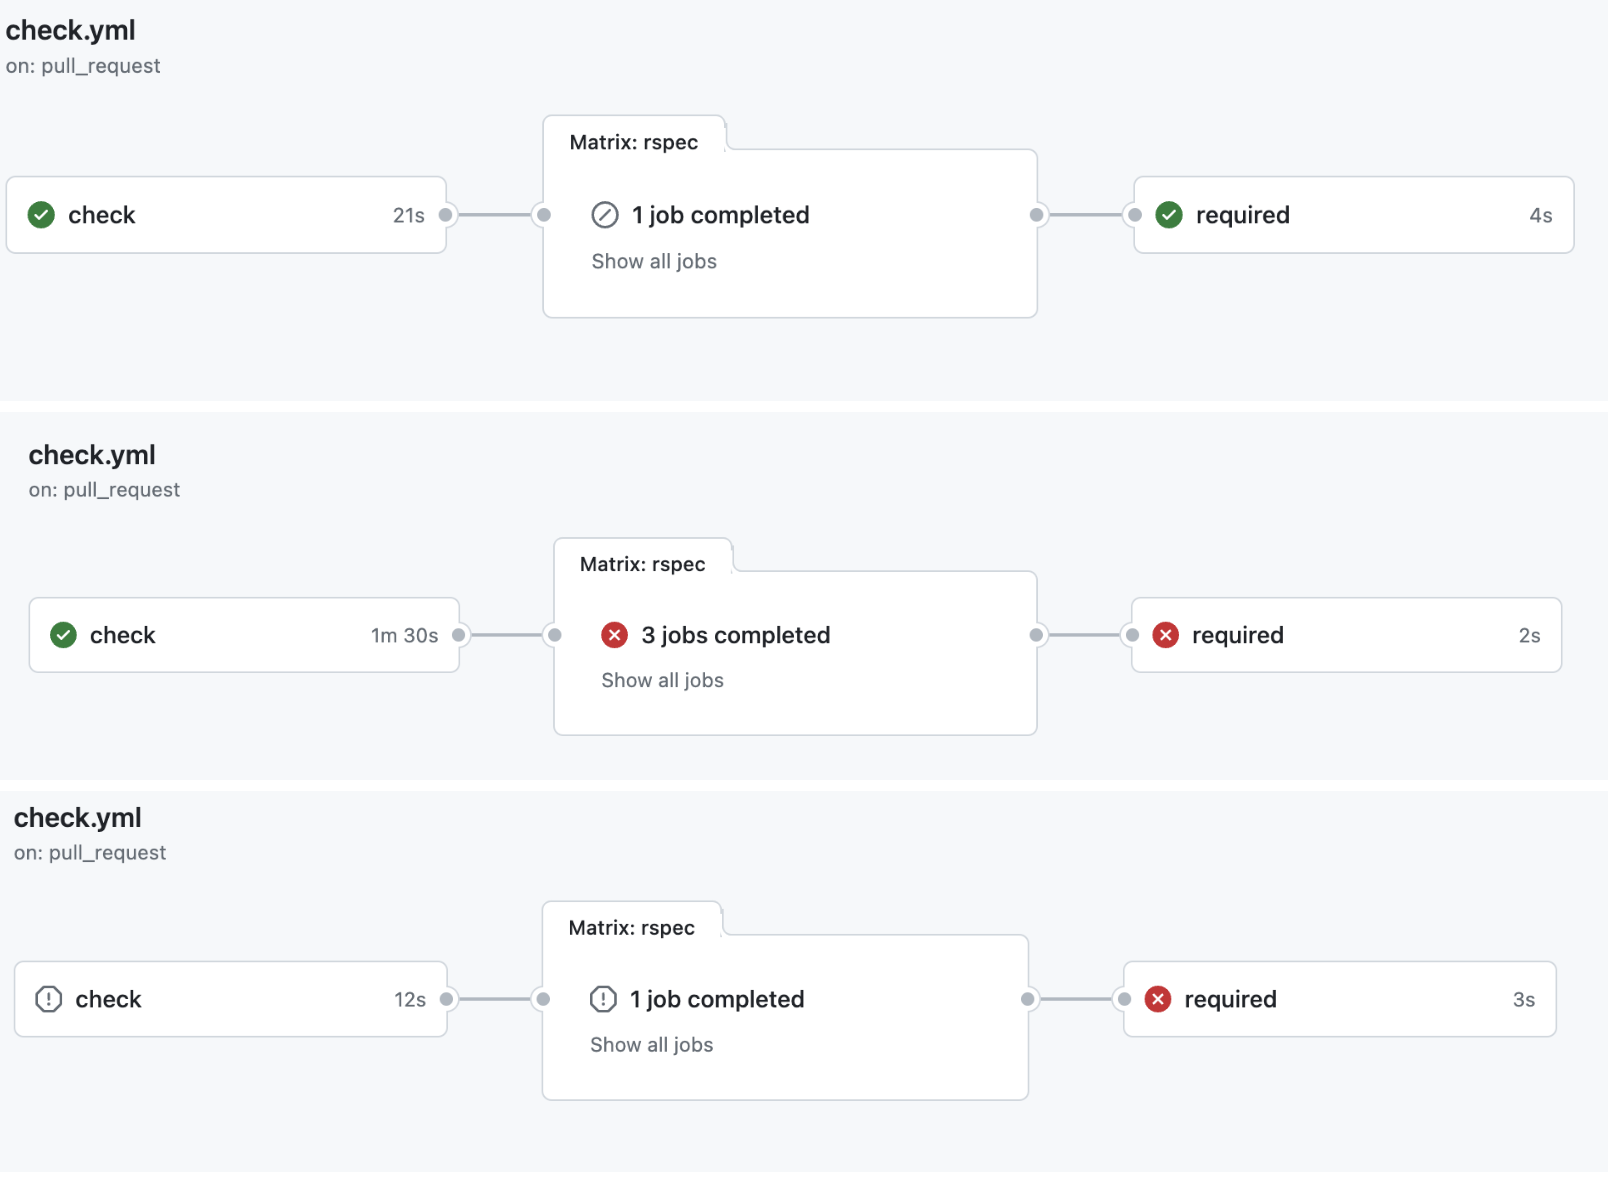 check.yml
on: pull_request
Matrix: rspec
check 21s
1 job completed
required 4s
Show all jobs
check.yml
on: pull_request
Matrix: rspec
check 1m 30s
3 jobs completed
required 2s
Show all jobs
check.yml
on: pull_request
Matrix: rspec
check 12s
1 job completed
required 3s
Show all jobs